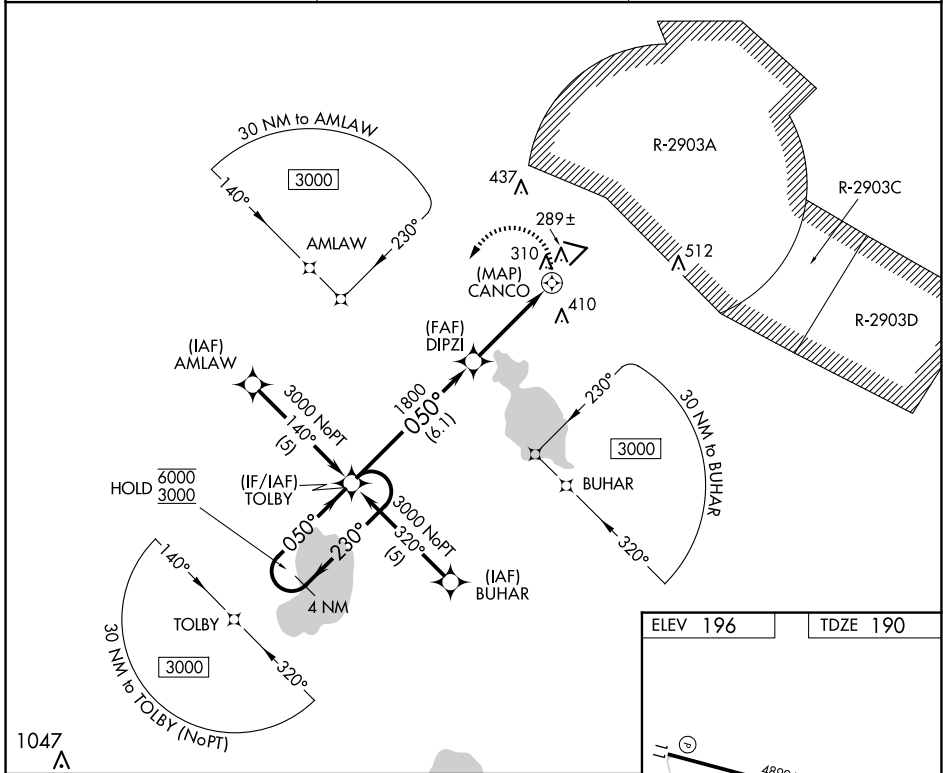 30 NM to AMLAW
3000
140°
230°
AMLAW
437
289±
310
(MAP)
CANCO
410
R-2903A
R-2903C
512
R-2903D
(FAF)
DIPZI
(IAF)
AMLAW
3000 NoPT
140°
(5)
1800
050°
(6.1)
230°
30 NM to BUHAR
3000
BUHAR
320°
HOLD 6000
3000
(IF/IAF)
TOLBY
050°
230°
3000 NoPT
320°
(5)
(IAF)
BUHAR
4 NM
140°
TOLBY
320°
3000
30 NM to TOLBY (NoPT)
1047
ELEV 196
TDZE 190
11
P